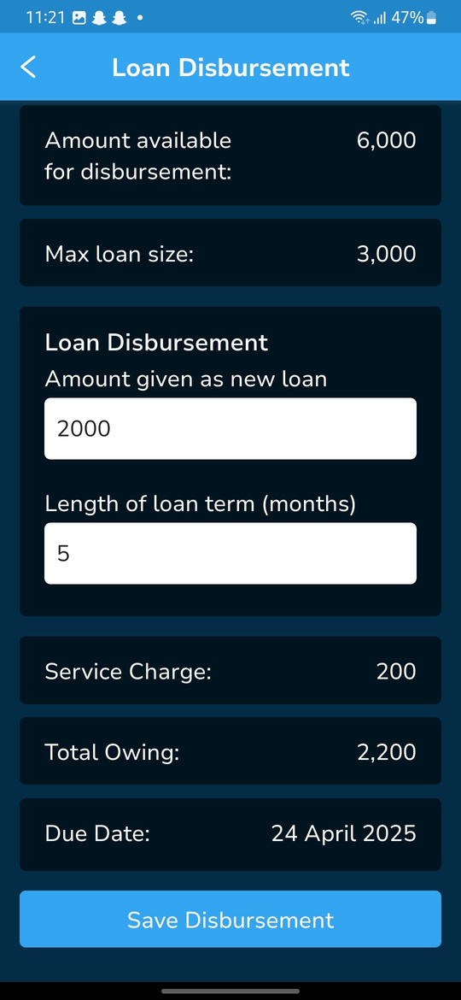 11:21 47%
Loan Disbursement
Amount available 6,000
for disbursement:
Max loan size: 3,000
Loan Disbursement
Amount given as new loan
2000
Length of loan term (months)
5
Service Charge: 200
Total Owing: 2,200
Due Date: 24 April 2025
Save Disbursement